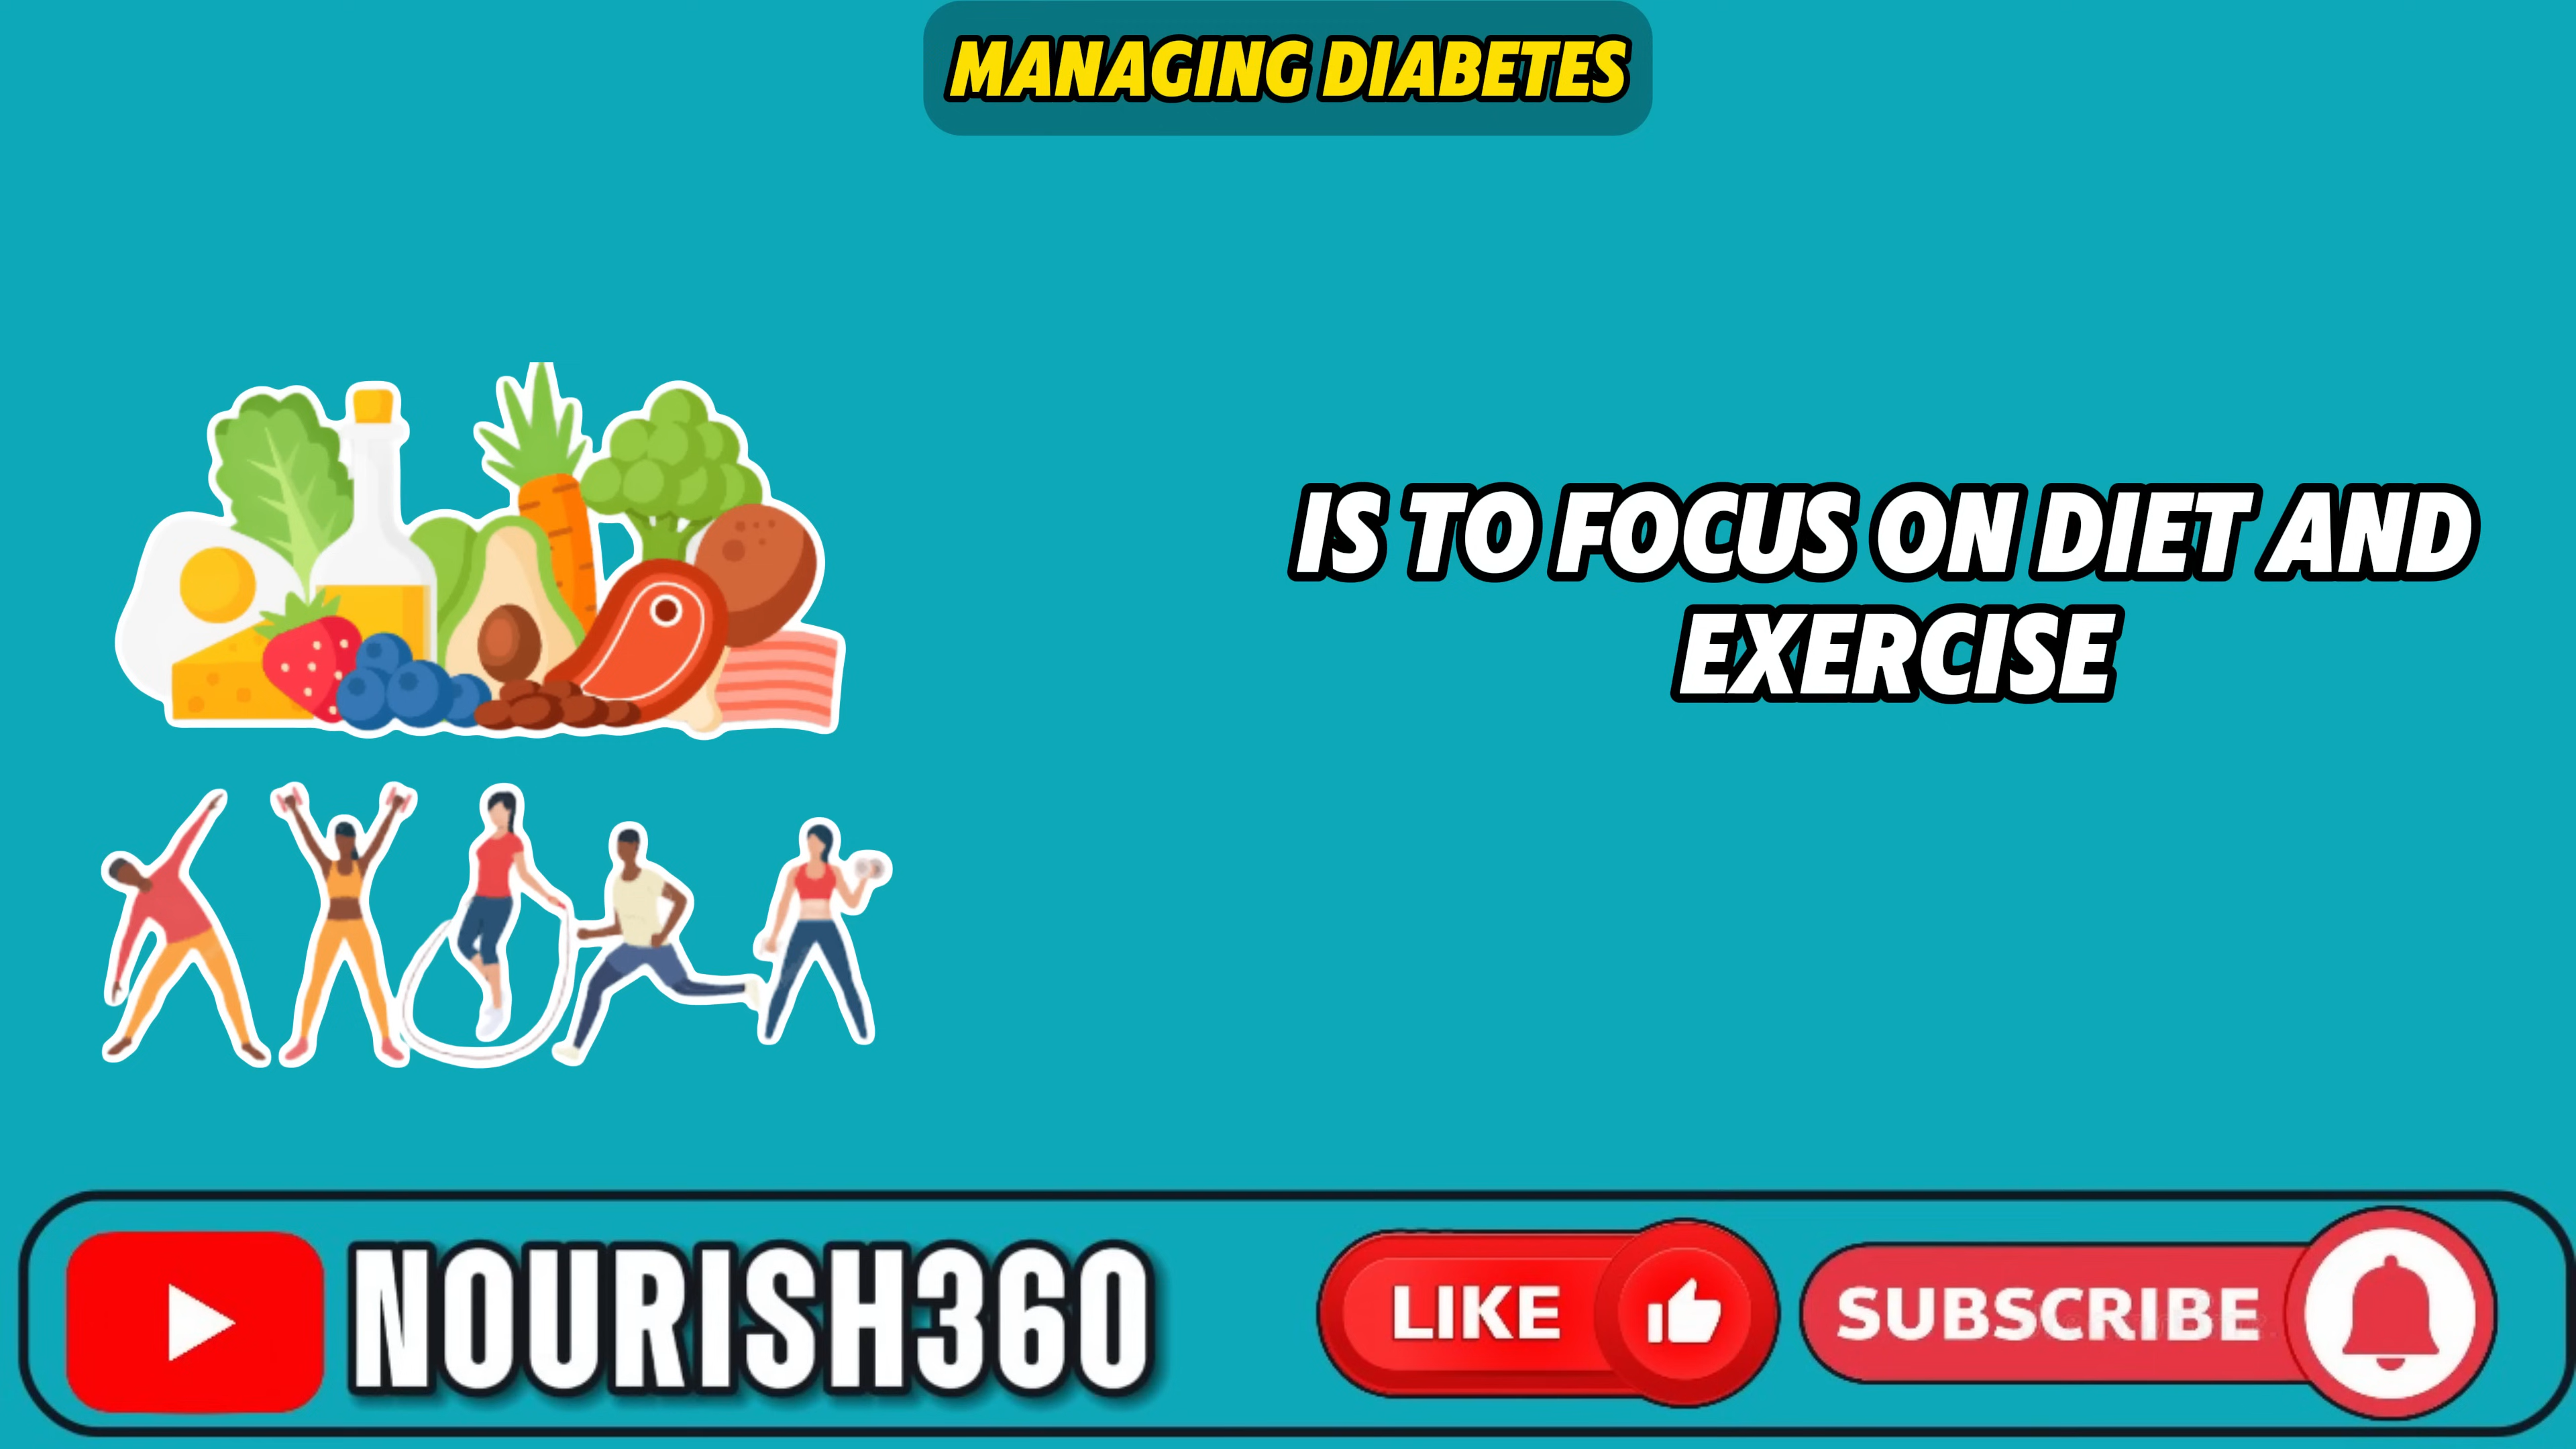 MANAGING DIABETES
IS TO FOCUS ON DIET AND
EXERCISE
NOURISH360
LIKE
SUBSCRIBE